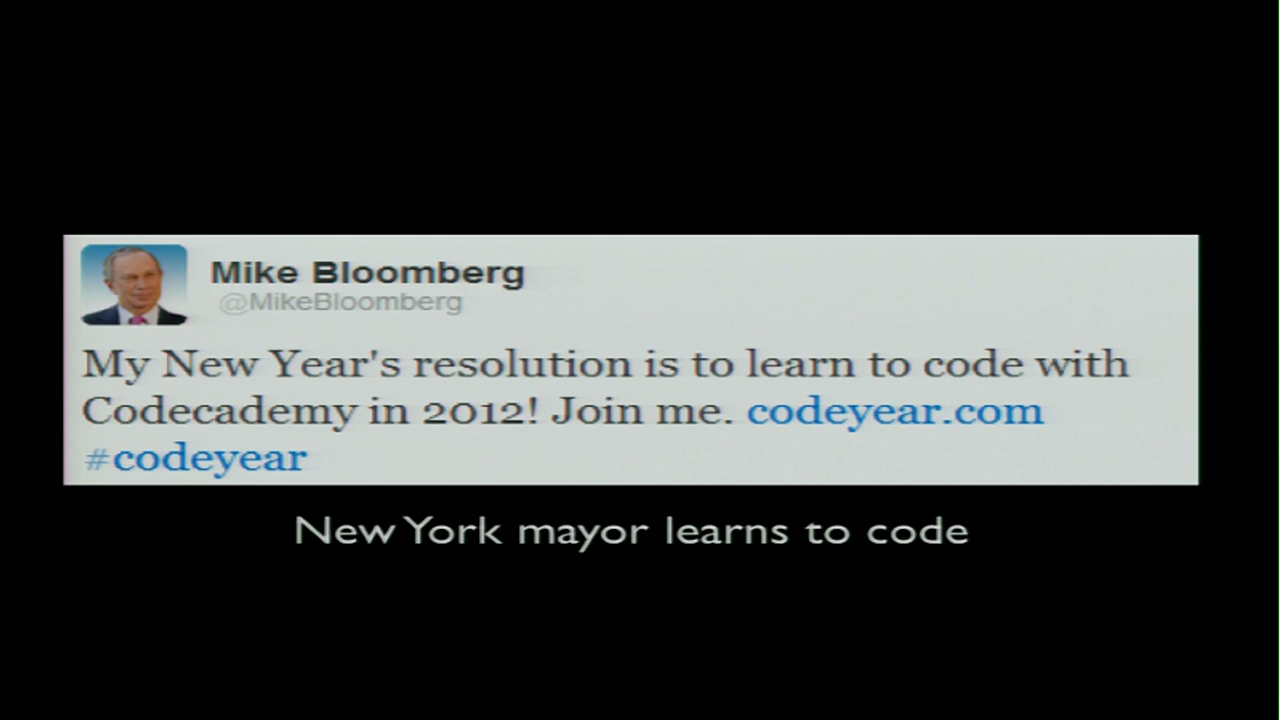 Mike Bloomberg
@MikeBloomberg
My New Year's resolution is to learn to code with
Codecademy in 2012! Join me. codeyear.com
#codeyear
New York mayor learns to code